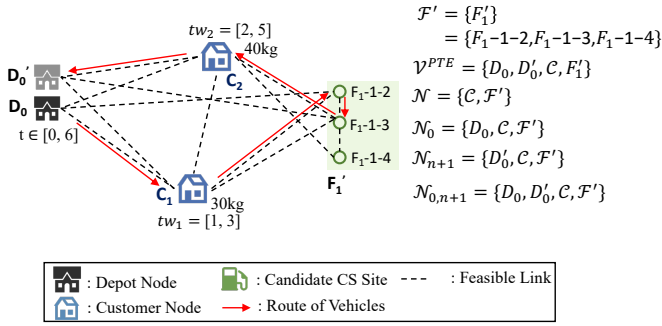 tw₂ = [2, 5]
40kg
D₀′
C₂
D₀
t ∈ [0, 6]
F₁-1-2
F₁-1-3
F₁-1-4
F₁′
C₁
30kg
tw₁ = [1, 3]
ℱ′ = {F₁′}
= {F₁-1-2,F₁-1-3,F₁-1-4}
𝒱ᴾᵀᴱ = {D₀, D₀′, 𝒞, F₁′}
𝒩 = {𝒞, ℱ′}
𝒩₀ = {D₀, 𝒞, ℱ′}
𝒩ₙ₊₁ = {D₀′, 𝒞, ℱ′}
𝒩₀,ₙ₊₁ = {D₀, D₀′, 𝒞, ℱ′}
: Depot Node : Candidate CS Site : Feasible Link
: Customer Node : Route of Vehicles